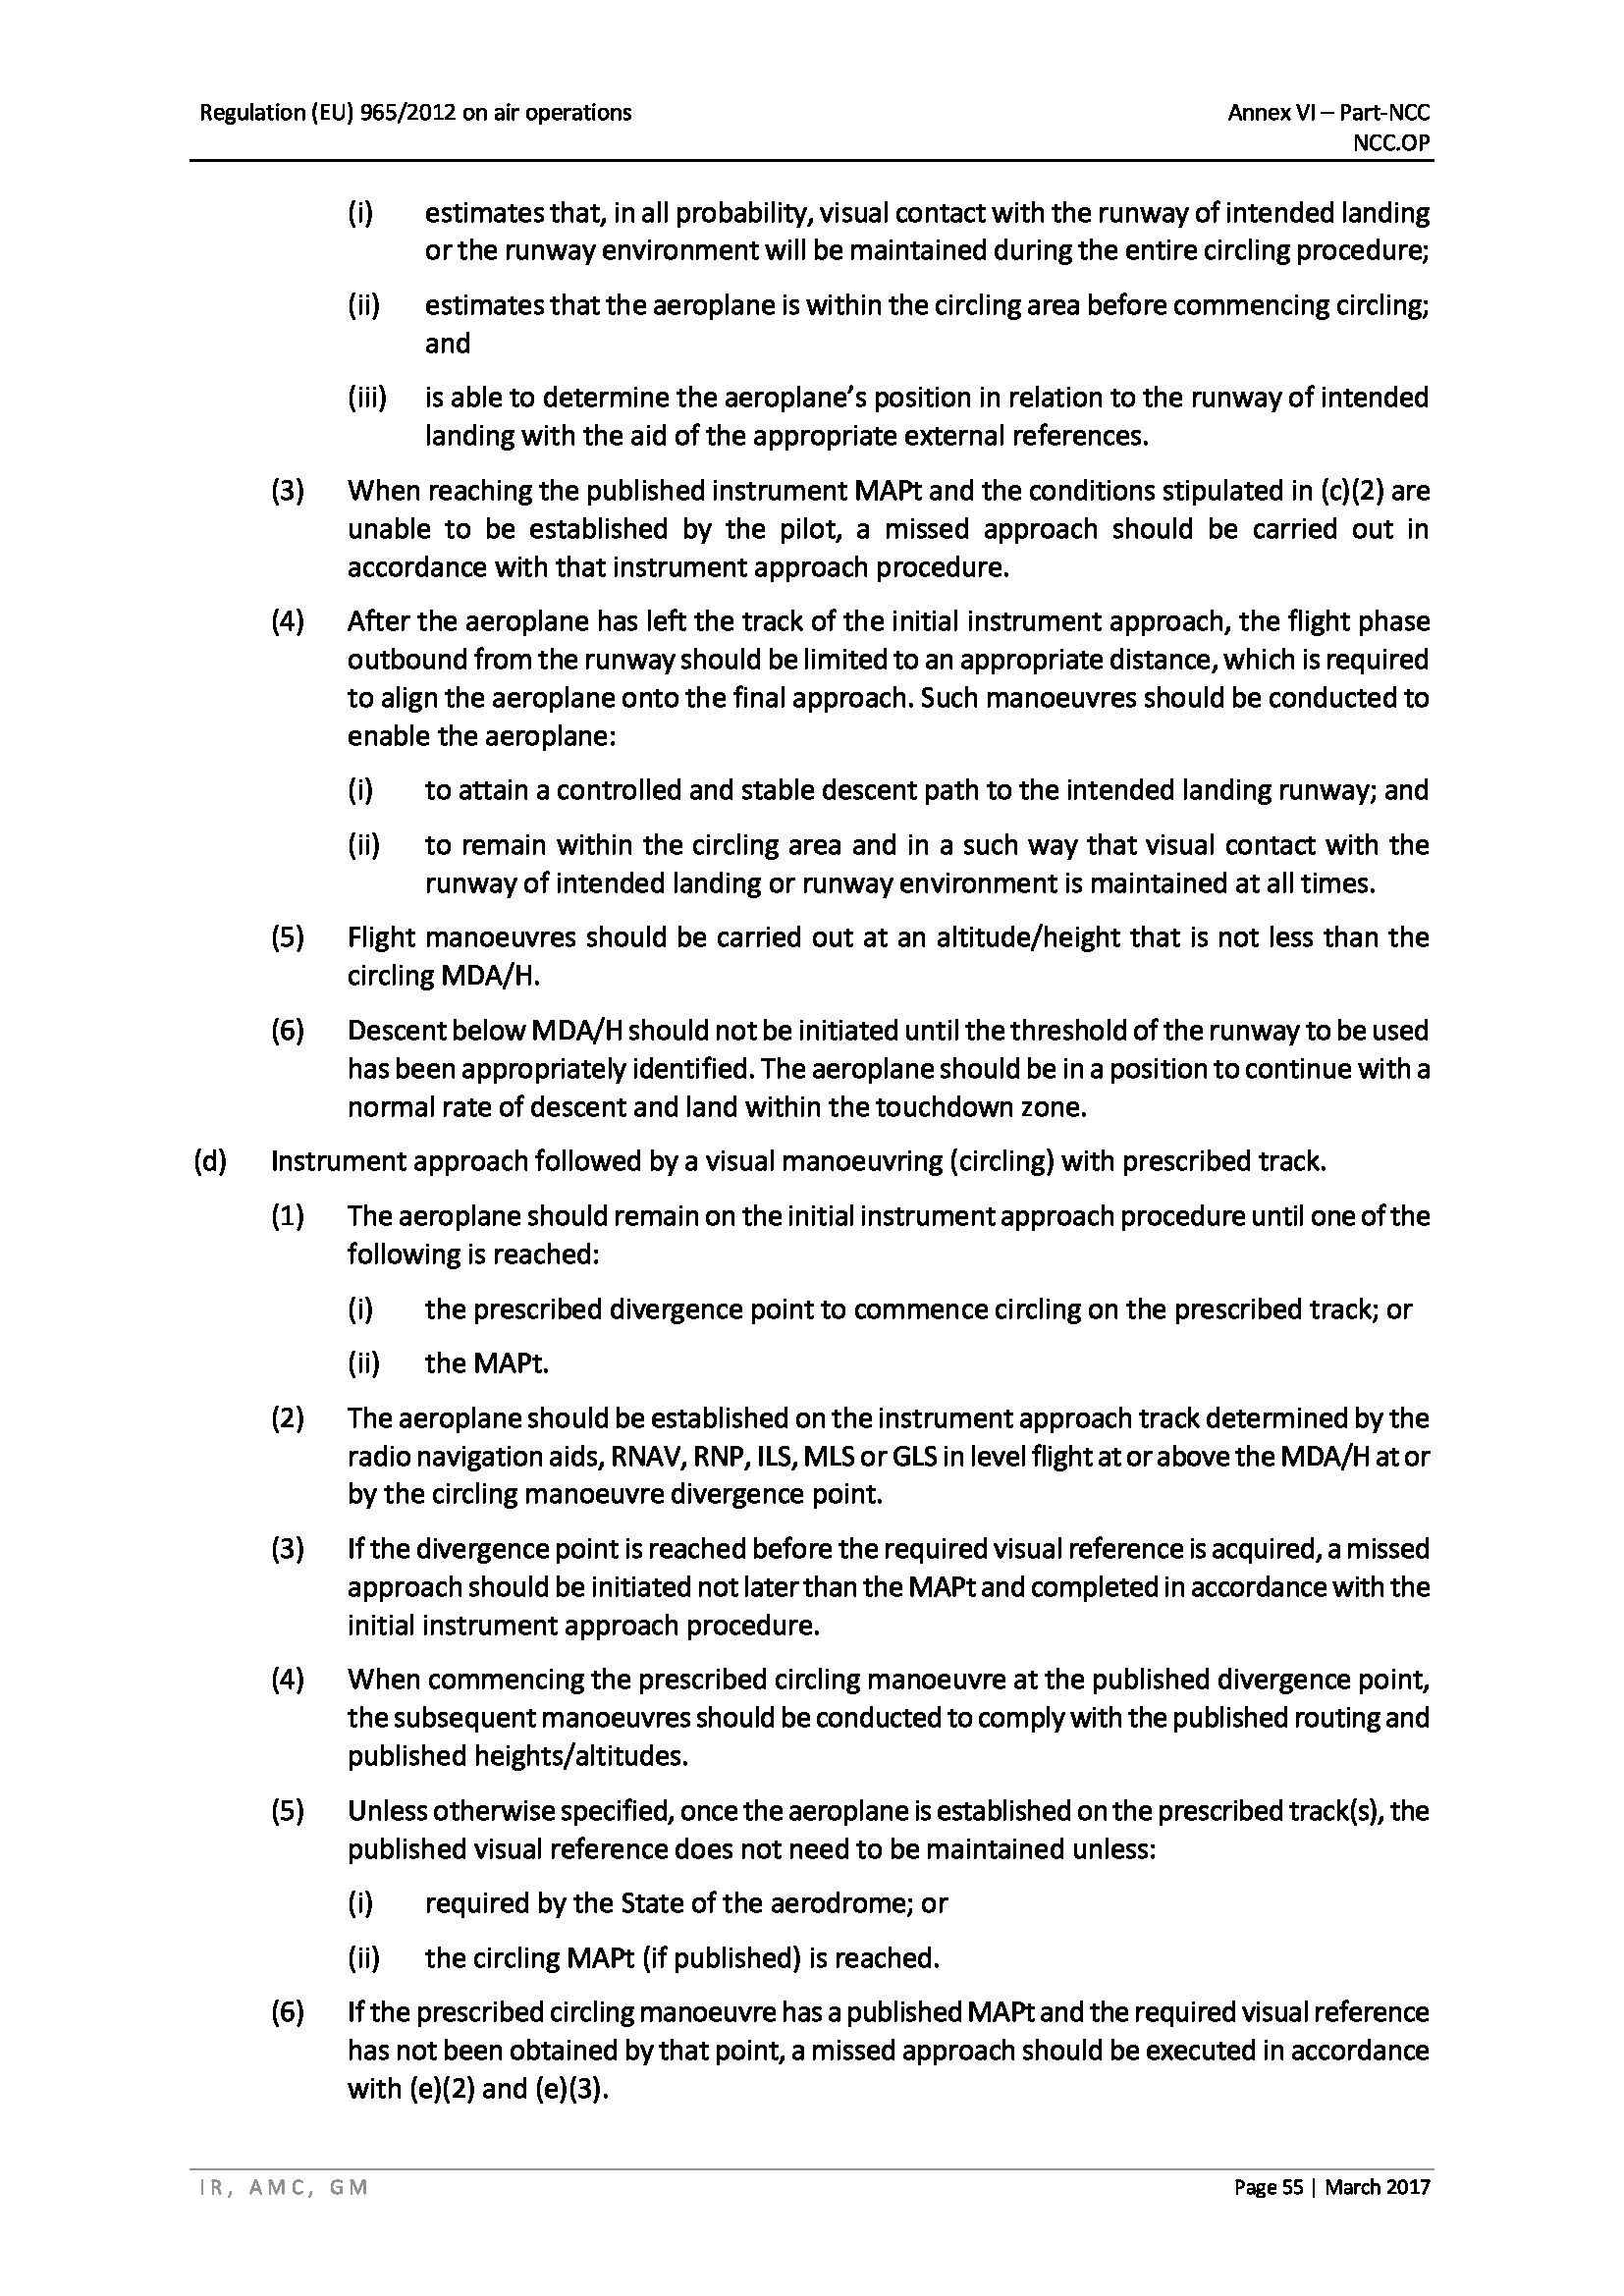 Regulation (EU) 965/2012 on air operations
Annex VI – Part-NCC
NCC.OP
(i) estimates that, in all probability, visual contact with the runway of intended landing
or the runway environment will be maintained during the entire circling procedure;
(ii) estimates that the aeroplane is within the circling area before commencing circling;
and
(iii) is able to determine the aeroplane's position in relation to the runway of intended
landing with the aid of the appropriate external references.
(3) When reaching the published instrument MAPt and the conditions stipulated in (c)(2) are
unable to be established by the pilot, a missed approach should be carried out in
accordance with that instrument approach procedure.
(4) After the aeroplane has left the track of the initial instrument approach, the flight phase
outbound from the runway should be limited to an appropriate distance, which is required
to align the aeroplane onto the final approach. Such manoeuvres should be conducted to
enable the aeroplane:
(i) to attain a controlled and stable descent path to the intended landing runway; and
(ii) to remain within the circling area and in a such way that visual contact with the
runway of intended landing or runway environment is maintained at all times.
(5) Flight manoeuvres should be carried out at an altitude/height that is not less than the
circling MDA/H.
(6) Descent below MDA/H should not be initiated until the threshold of the runway to be used
has been appropriately identified. The aeroplane should be in a position to continue with a
normal rate of descent and land within the touchdown zone.
(d) Instrument approach followed by a visual manoeuvring (circling) with prescribed track.
(1) The aeroplane should remain on the initial instrument approach procedure until one of the
following is reached:
(i) the prescribed divergence point to commence circling on the prescribed track; or
(ii) the MAPt.
(2) The aeroplane should be established on the instrument approach track determined by the
radio navigation aids, RNAV, RNP, ILS, MLS or GLS in level flight at or above the MDA/H at or
by the circling manoeuvre divergence point.
(3) If the divergence point is reached before the required visual reference is acquired, a missed
approach should be initiated not later than the MAPt and completed in accordance with the
initial instrument approach procedure.
(4) When commencing the prescribed circling manoeuvre at the published divergence point,
the subsequent manoeuvres should be conducted to comply with the published routing and
published heights/altitudes.
(5) Unless otherwise specified, once the aeroplane is established on the prescribed track(s), the
published visual reference does not need to be maintained unless:
(i) required by the State of the aerodrome; or
(ii) the circling MAPt (if published) is reached.
(6) If the prescribed circling manoeuvre has a published MAPt and the required visual reference
has not been obtained by that point, a missed approach should be executed in accordance
with (e)(2) and (e)(3).
IR, AMC, GM
Page 55 | March 2017